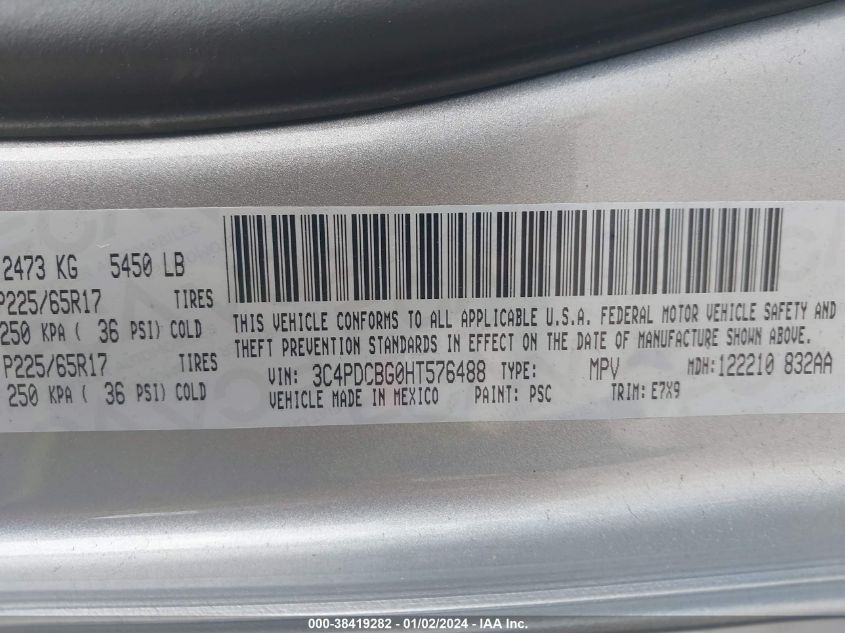 2473 KG 5450 LB
P225/65R17 TIRES
250 KPA ( 36 PSI) COLD
P225/65R17 TIRES
250 KPA ( 36 PSI) COLD
THIS VEHICLE CONFORMS TO ALL APPLICABLE U.S.A. FEDERAL MOTOR VEHICLE SAFETY AND
THEFT PREVENTION STANDARDS IN EFFECT ON THE DATE OF MANUFACTURE SHOWN ABOVE.
VIN: 3C4PDCBG0HT576488 TYPE: MPV MDH: 122210 832AA
VEHICLE MADE IN MEXICO PAINT: PSC TRIM: E7X9
000-38419282 - 01/02/2024 - IAA Inc.